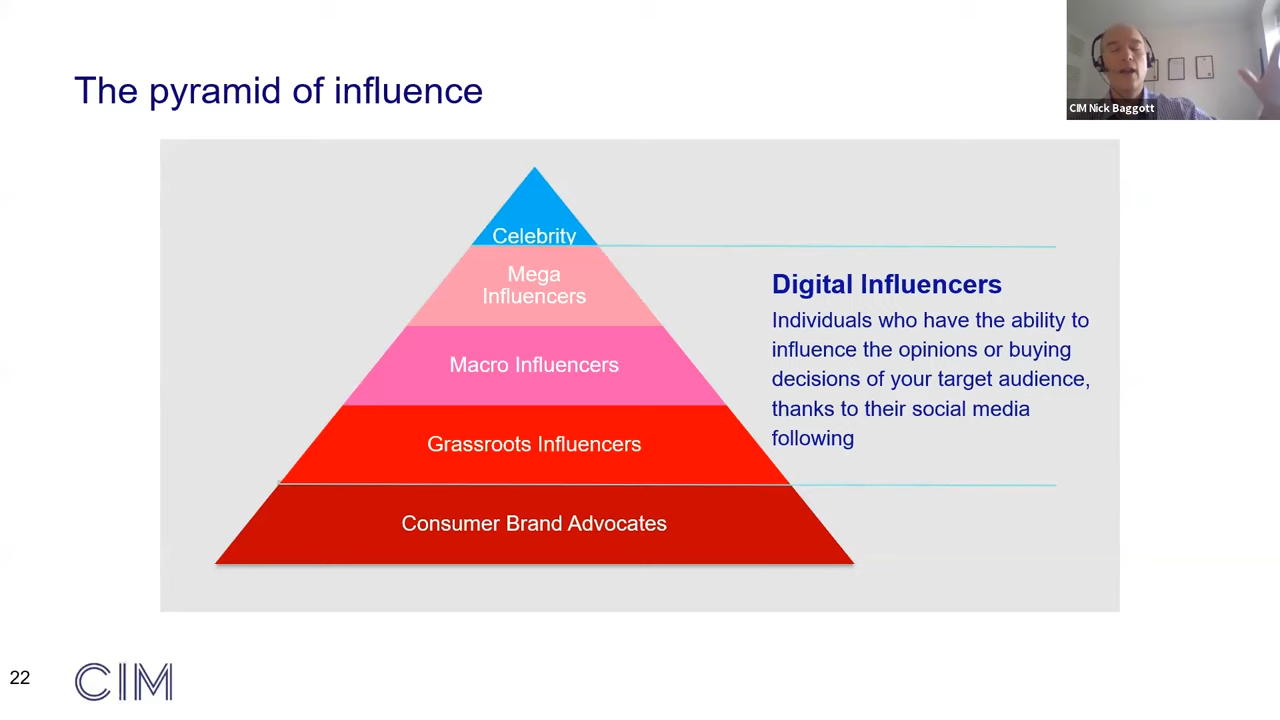 The pyramid of influence
CIM Nick Baggott
Celebrity
Mega
Influencers
Macro Influencers
Grassroots Influencers
Consumer Brand Advocates
Digital Influencers
Individuals who have the ability to
influence the opinions or buying
decisions of your target audience,
thanks to their social media
following
22
CIM